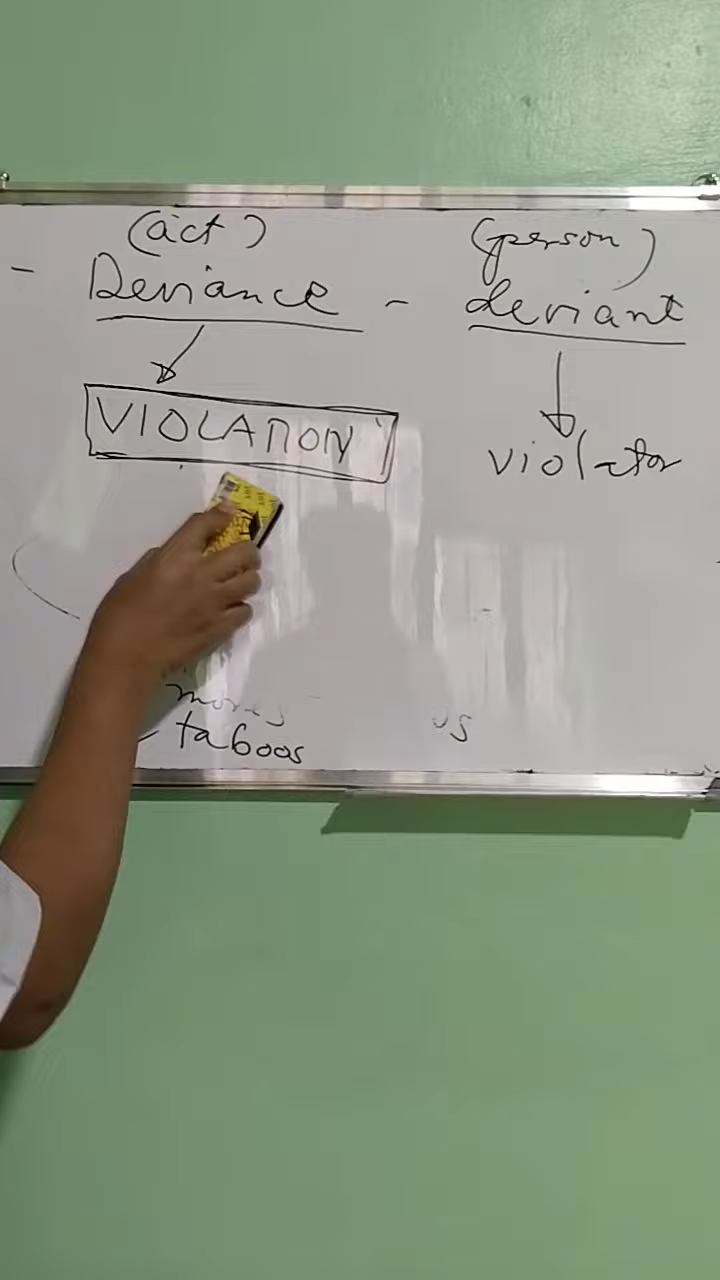 (act) (person)
- Deviance - deviant
VIOLATION violator
mores
- taboos